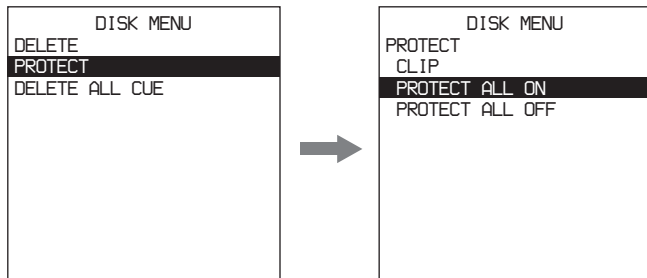 DISK MENU
DELETE
PROTECT
DELETE ALL CUE
DISK MENU
PROTECT
CLIP
PROTECT ALL ON
PROTECT ALL OFF